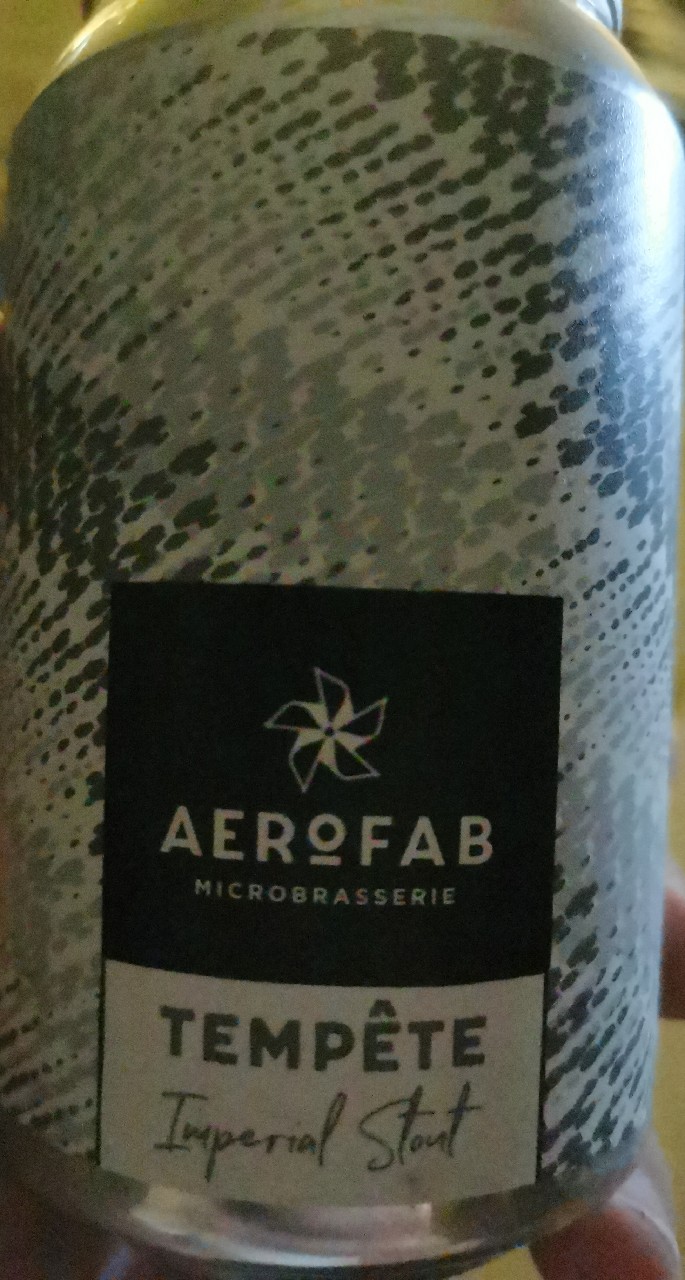 AEROFAB
MICROBRASSERIE
TEMPÊTE
Imperial Stout